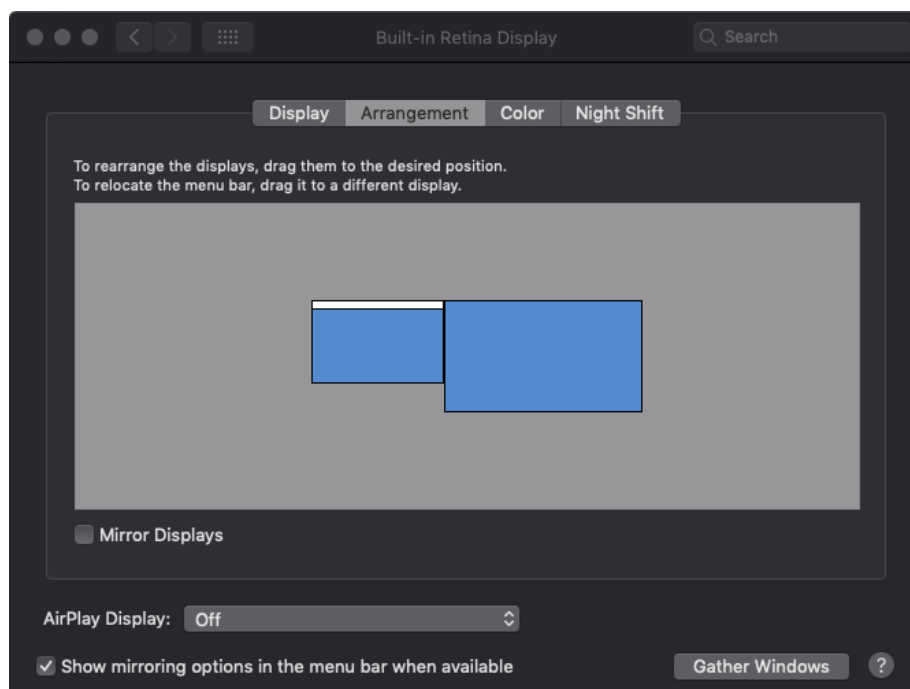 Built-in Retina Display
Search
Display Arrangement Color Night Shift
To rearrange the displays, drag them to the desired position.
To relocate the menu bar, drag it to a different display.
Mirror Displays
AirPlay Display: Off
Show mirroring options in the menu bar when available
Gather Windows
?